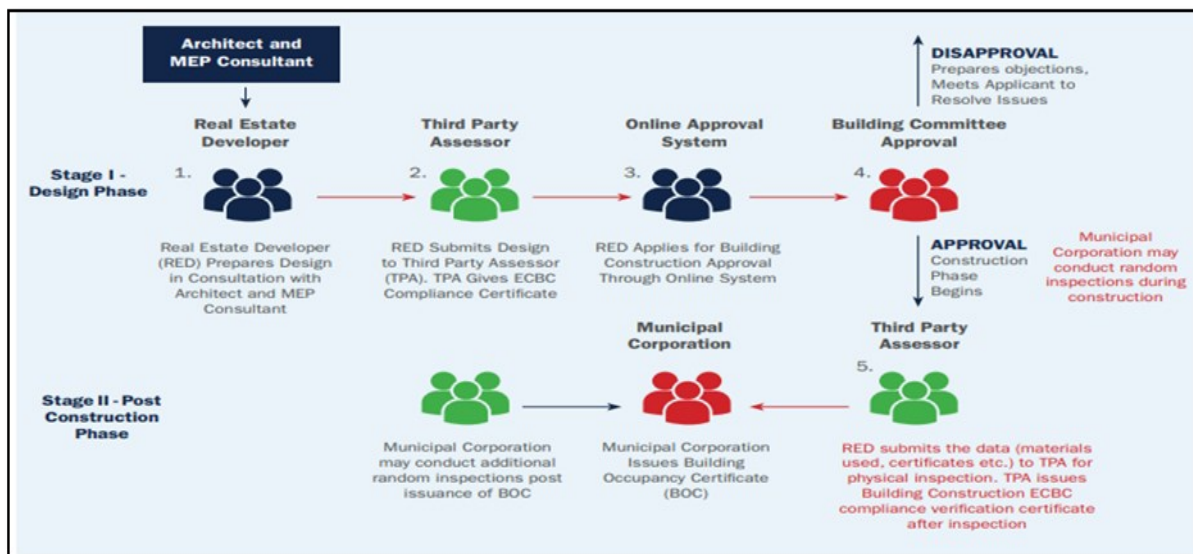 Architect and
MEP Consultant
DISAPPROVAL
Prepares objections,
Meets Applicant to
Resolve Issues
Real Estate
Developer
Third Party
Assessor
Online Approval
System
Building Committee
Approval
Stage I -
Design Phase
1.
2.
3.
4.
Real Estate Developer
(RED) Prepares Design
in Consultation with
Architect and MEP
Consultant
RED Submits Design
to Third Party Assessor
(TPA). TPA Gives ECBC
Compliance Certificate
RED Applies for Building
Construction Approval
Through Online System
APPROVAL
Construction
Phase
Begins
Municipal
Corporation may
conduct random
inspections during
construction
Municipal
Corporation
Third Party
Assessor
Stage II - Post
Construction
Phase
5.
Municipal Corporation
may conduct additional
random inspections post
issuance of BOC
Municipal Corporation
Issues Building
Occupancy Certificate
(BOC)
RED submits the data (materials
used, certificates etc.) to TPA for
physical inspection. TPA issues
Building Construction ECBC
compliance verification certificate
after inspection